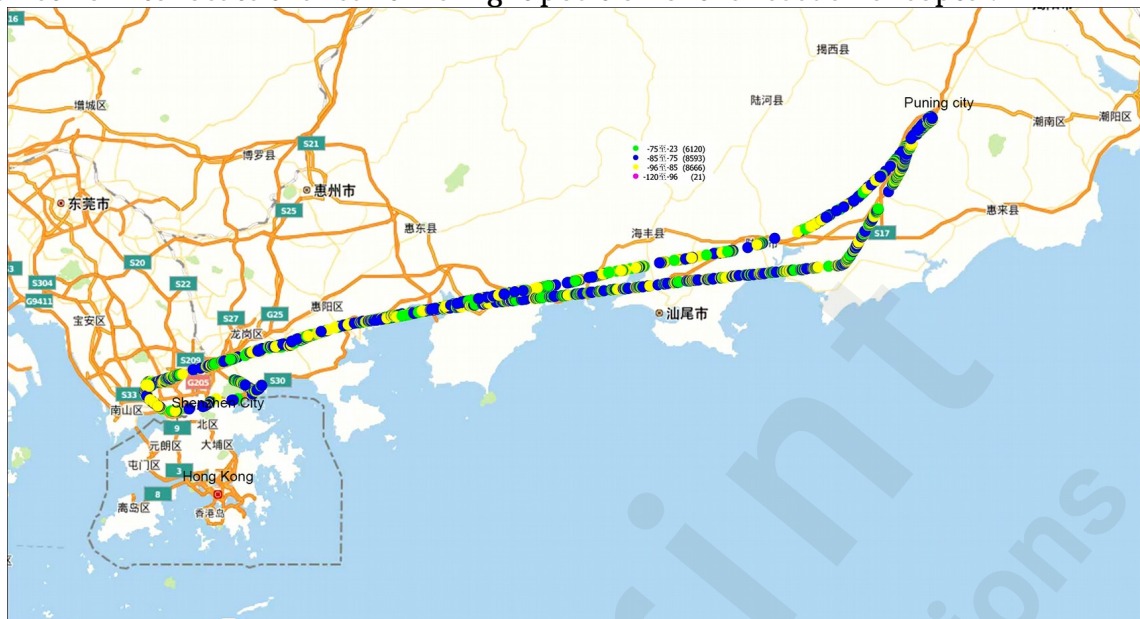 16
揭西县
陆河县
Puning city
增城区
潮阳区
潮南区
S21
博罗县
-75至-23 (6120)
-85至-75 (8593)
-96至-85 (8666)
-120至-96 (21)
惠州市
东莞市
S25
惠来县
惠东县
海丰县
S17
S20
S304
S22
G9411
惠阳区
汕尾市
宝安区
S27
G25
龙岗区
S209
G205
S30
S33
Shenzhen City
南山区
9
北区
元朗区
大埔区
屯门区
3
Hong Kong
8
离岛区
香港岛
int
ions